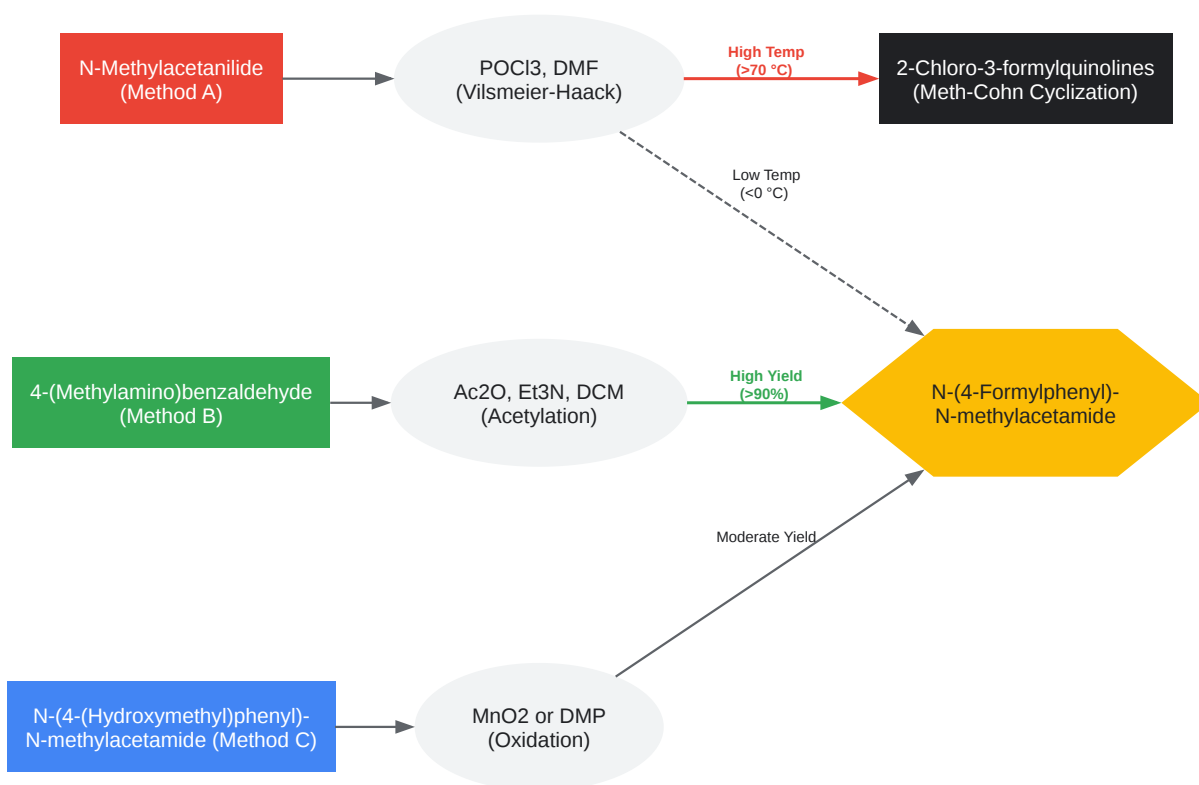 N-Methylacetanilide
(Method A)
POCl3, DMF
(Vilsmeier-Haack)
High Temp
(>70 °C)
2-Chloro-3-formylquinolines
(Meth-Cohn Cyclization)
Low Temp
(<0 °C)
4-(Methylamino)benzaldehyde
(Method B)
Ac2O, Et3N, DCM
(Acetylation)
High Yield
(>90%)
N-(4-Formylphenyl)-
N-methylacetamide
Moderate Yield
N-(4-(Hydroxymethyl)phenyl)-
N-methylacetamide (Method C)
MnO2 or DMP
(Oxidation)